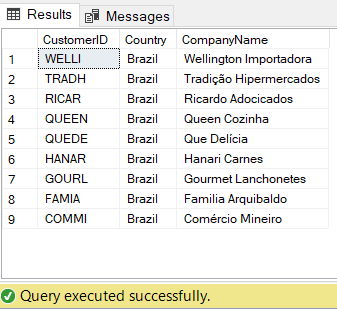 Results Messages
CustomerID Country CompanyName
1 WELLI Brazil Wellington Importadora
2 TRADH Brazil Tradição Hipermercados
3 RICAR Brazil Ricardo Adocicados
4 QUEEN Brazil Queen Cozinha
5 QUEDE Brazil Que Delícia
6 HANAR Brazil Hanari Carnes
7 GOURL Brazil Gourmet Lanchonetes
8 FAMIA Brazil Familia Arquibaldo
9 COMMI Brazil Comércio Mineiro
Query executed successfully.